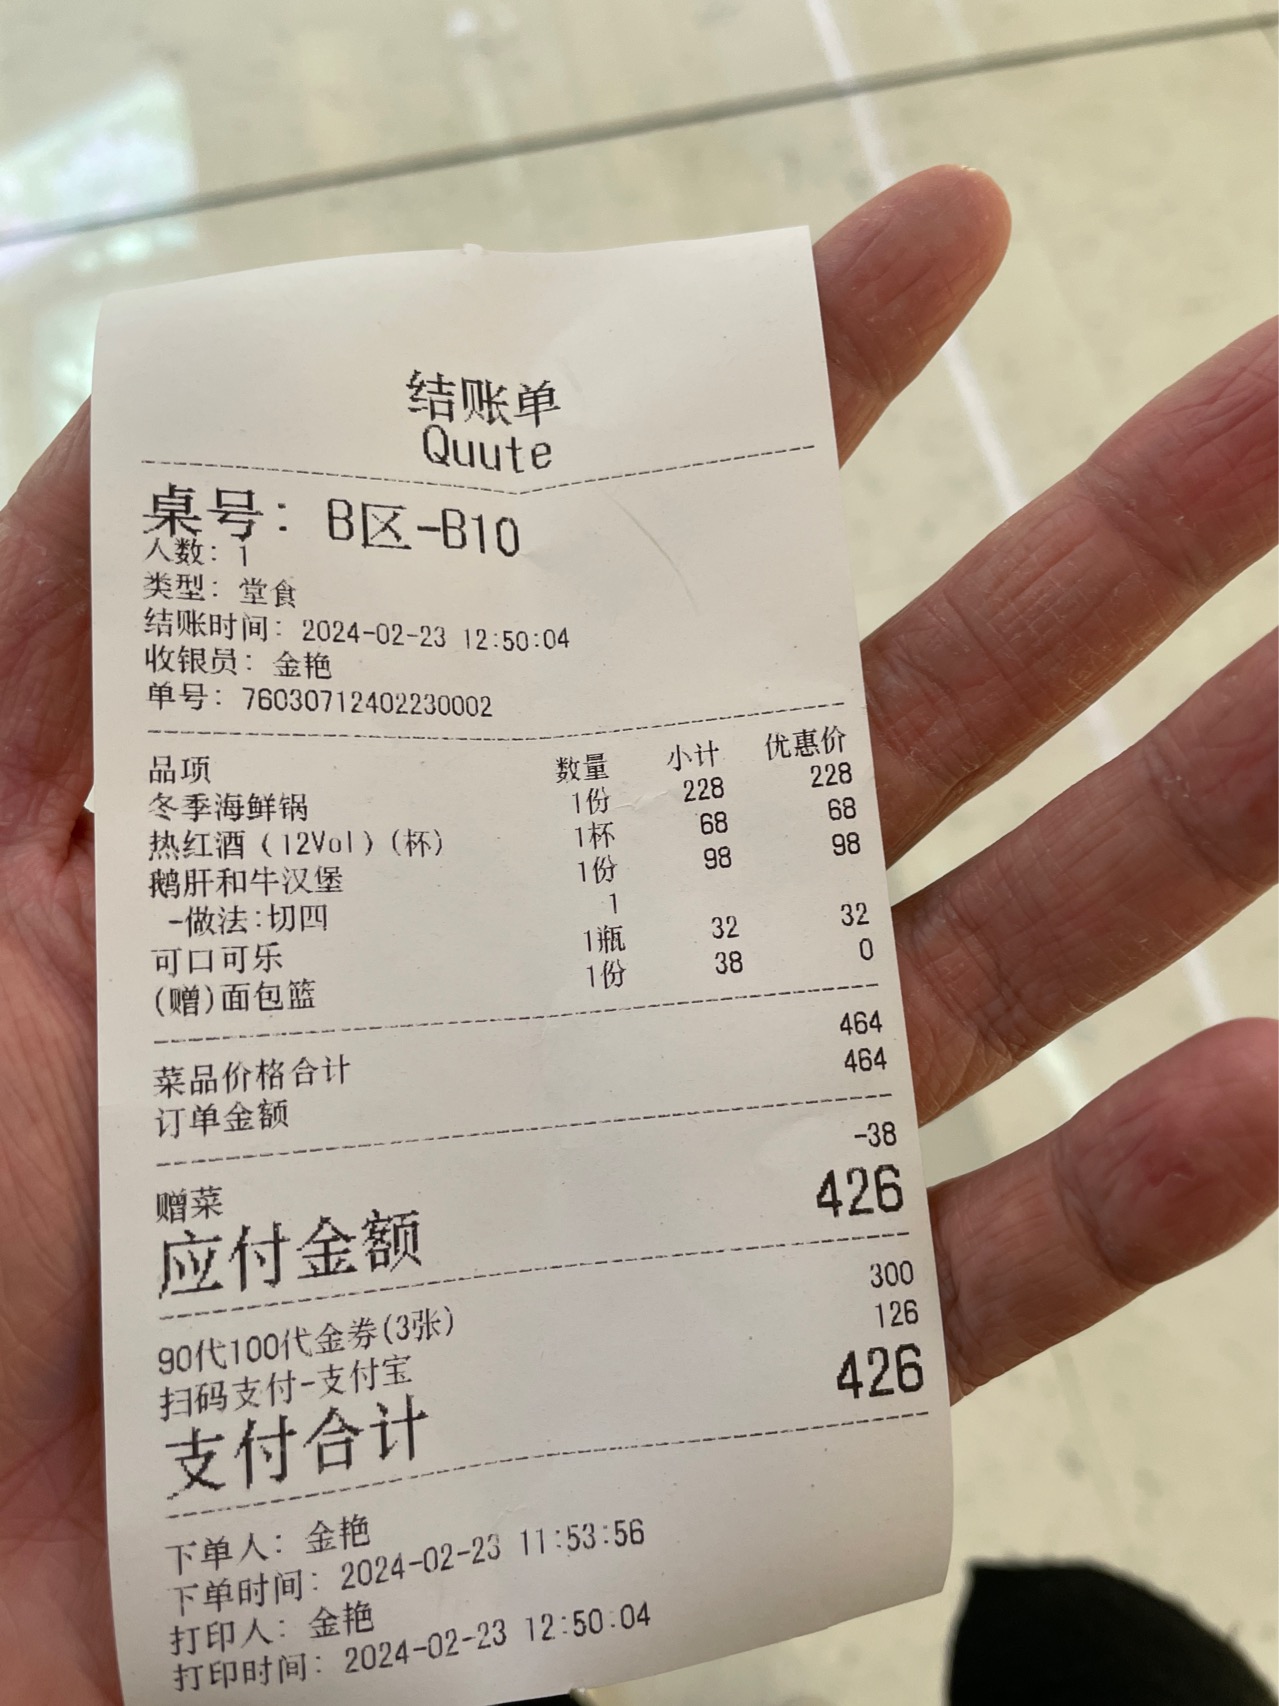 结账单
Quute
桌号: B区-B10
人数: 1
类型: 堂食
结账时间: 2024-02-23 12:50:04
收银员: 金艳
单号: 76030712402230002
品项 数量 小计 优惠价
冬季海鲜锅 1份 228 228
热红酒(12Vol)(杯) 1杯 68 68
鹅肝和牛汉堡 1份 98 98
-做法:切四 1
可口可乐 1瓶 32 32
(赠)面包篮 1份 38 0
菜品价格合计 464
订单金额 464
赠菜 -38
应付金额 426
90代100代金券(3张) 300
扫码支付-支付宝 126
支付合计 426
下单人: 金艳
下单时间: 2024-02-23 11:53:56
打印人: 金艳
打印时间: 2024-02-23 12:50:04